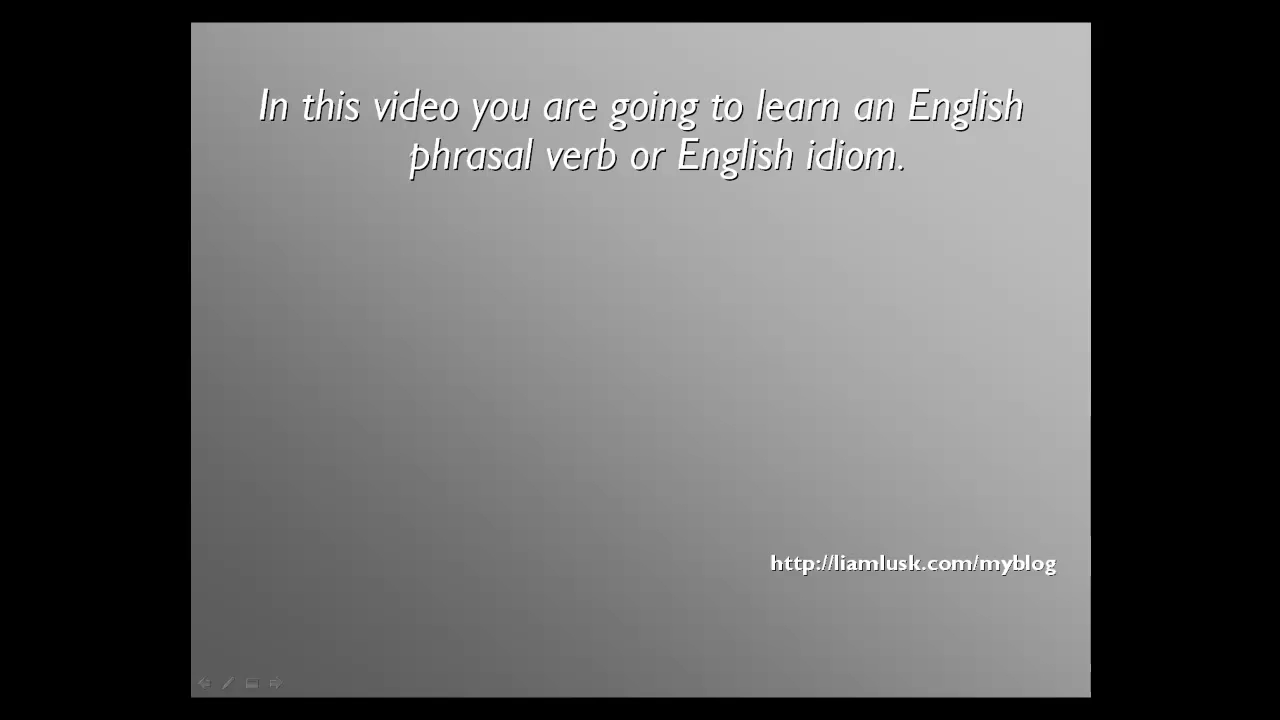 In this video you are going to learn an English
phrasal verb or English idiom.
http://liamlusk.com/myblog